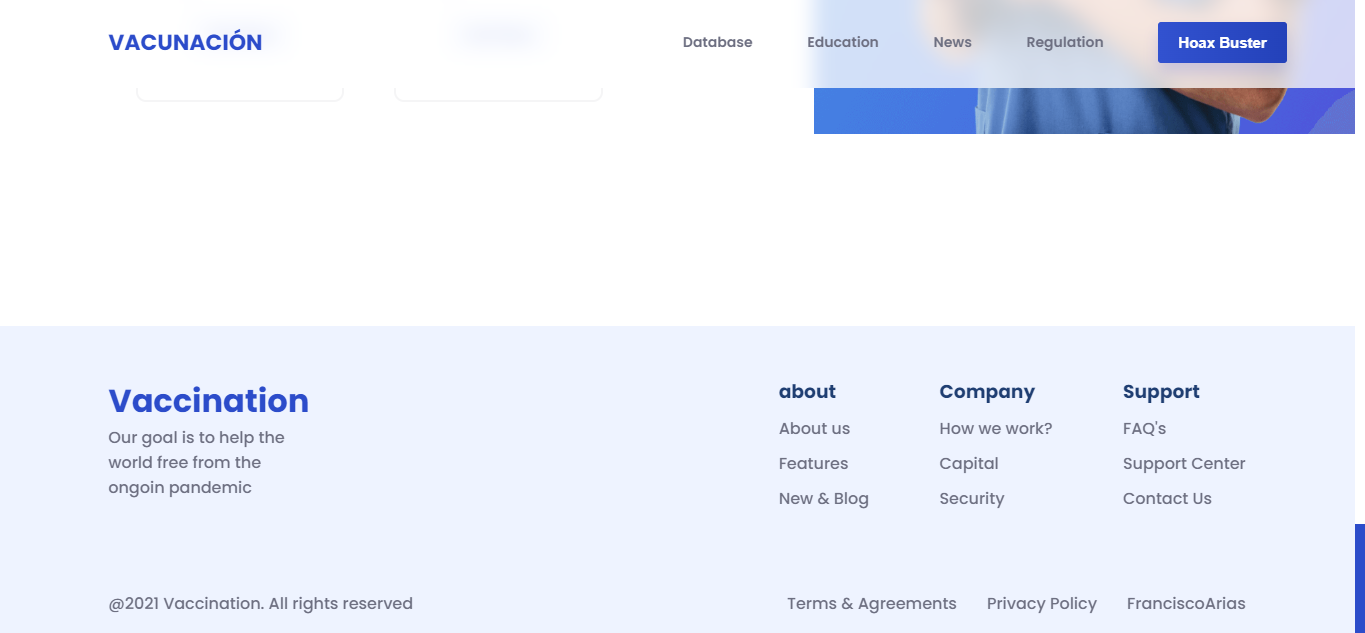 VACUNACIÓN
Database Education News Regulation Hoax Buster
Vaccination
Our goal is to help the
world free from the
ongoin pandemic
about
About us
Features
New & Blog
Company
How we work?
Capital
Security
Support
FAQ's
Support Center
Contact Us
@2021 Vaccination. All rights reserved
Terms & Agreements Privacy Policy FranciscoArias